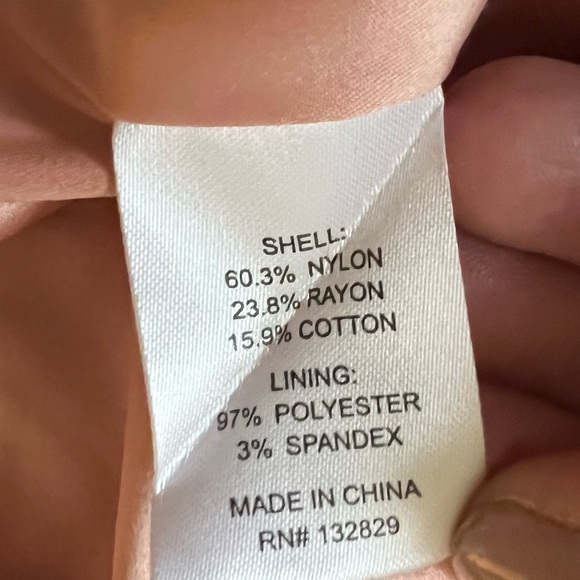 SHELL:
60.3% NYLON
23.8% RAYON
15.9% COTTON
LINING:
97% POLYESTER
3% SPANDEX
MADE IN CHINA
RN# 132829